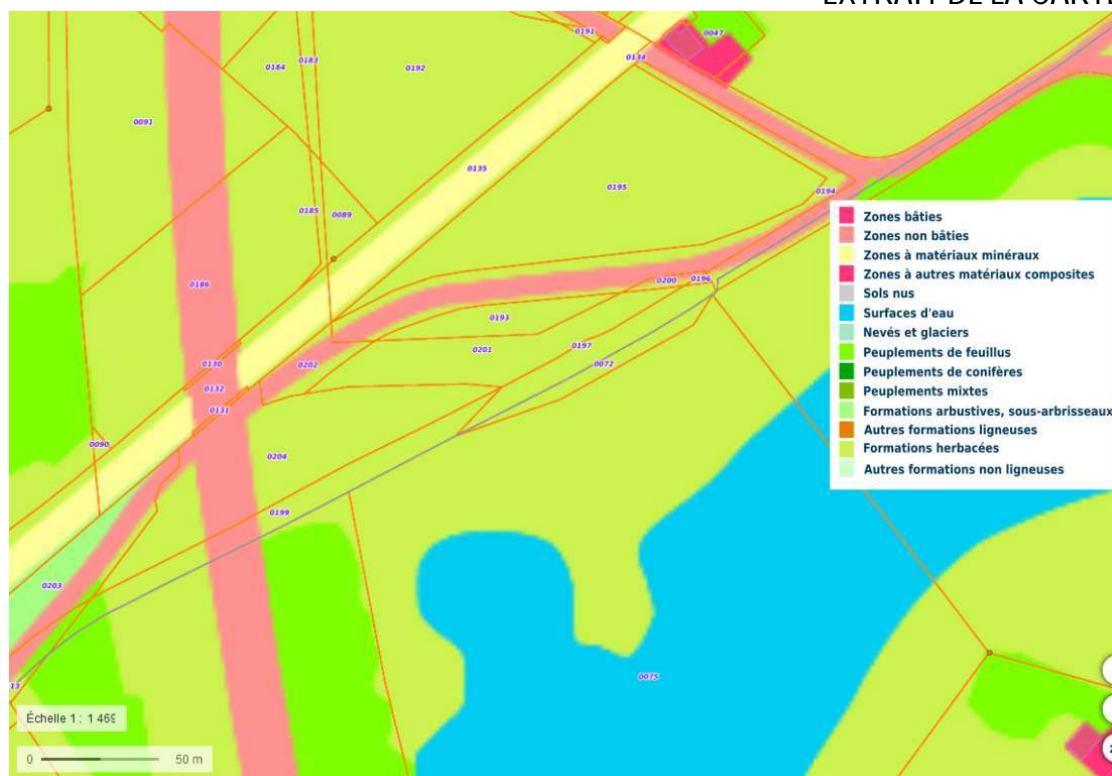 EXTRAIT DE LA CARTE
0191
0047
0134
0183
0184
0192
0091
0135
0195
0194
0185
0089
0186
0200
0196
0193
0201
0197
0072
0130
0202
0132
0131
0090
0204
0199
0203
0075
13
Zones bâties
Zones non bâties
Zones à matériaux minéraux
Zones à autres matériaux composites
Sols nus
Surfaces d'eau
Nevés et glaciers
Peuplements de feuillus
Peuplements de conifères
Peuplements mixtes
Formations arbustives, sous-arbrisseaux
Autres formations ligneuses
Formations herbacées
Autres formations non ligneuses
Échelle 1 : 1 469
0 50 m